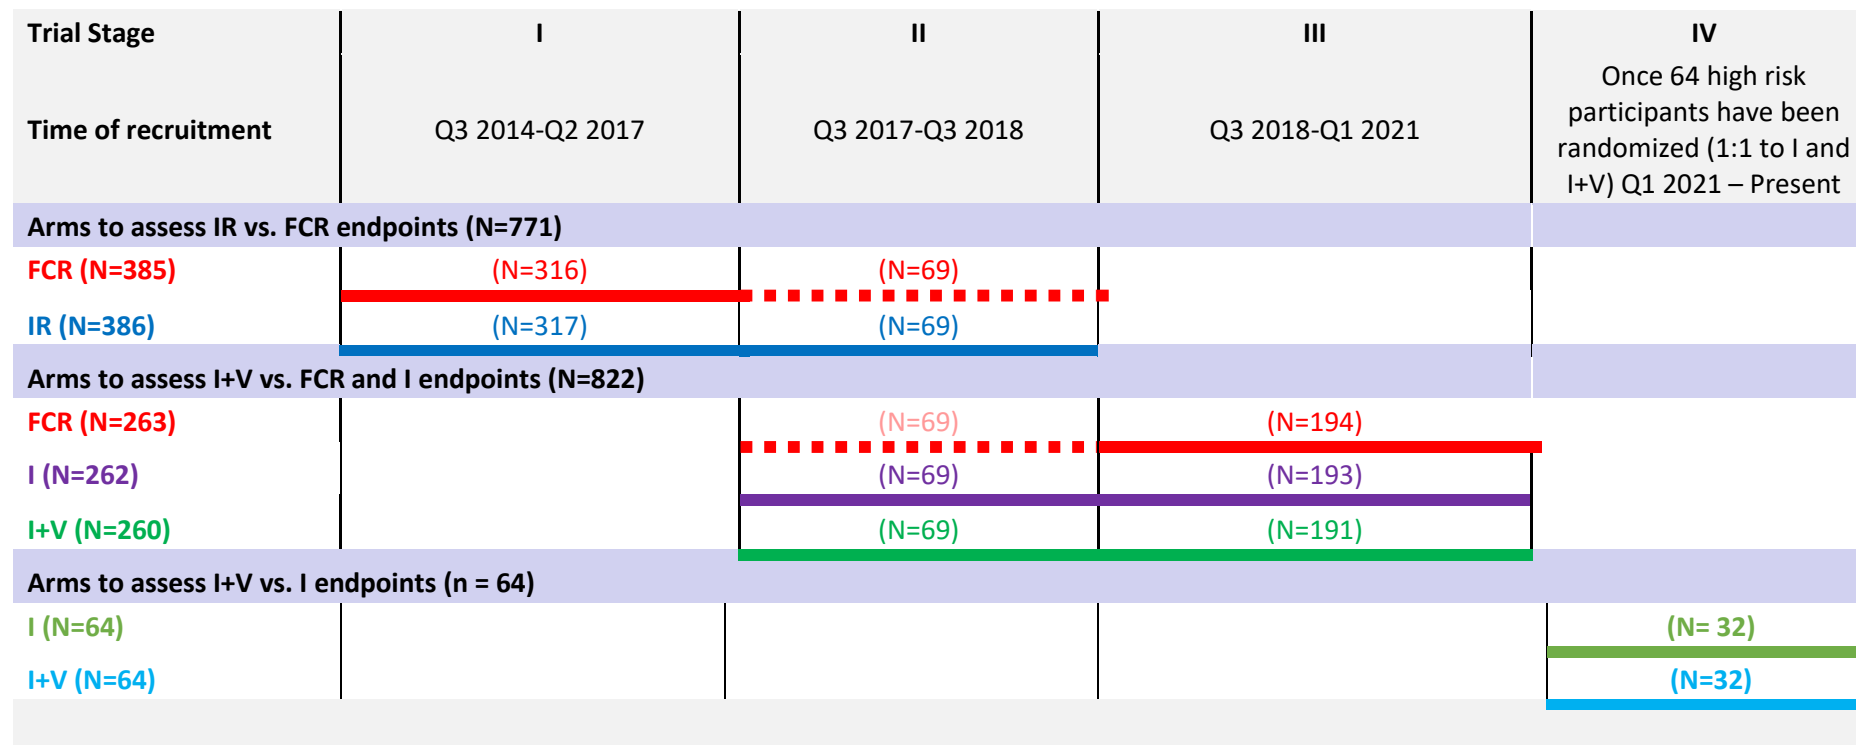 Trial Stage I II III IV
Time of recruitment Q3 2014-Q2 2017 Q3 2017-Q3 2018 Q3 2018-Q1 2021
Once 64 high risk
participants have been
randomized (1:1 to I and
I+V) Q1 2021 – Present
Arms to assess IR vs. FCR endpoints (N=771)
FCR (N=385) (N=316) (N=69)
IR (N=386) (N=317) (N=69)
Arms to assess I+V vs. FCR and I endpoints (N=822)
FCR (N=263) (N=69) (N=194)
I (N=262) (N=69) (N=193)
I+V (N=260) (N=69) (N=191)
Arms to assess I+V vs. I endpoints (n = 64)
I (N=64) (N= 32)
I+V (N=64) (N=32)